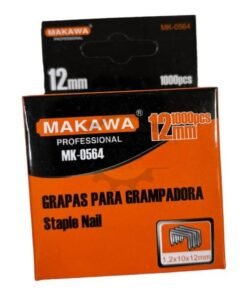 MAKAWA
PROFESSIONAL
MK-0564
12mm
1000pcs
MAKAWA
PROFESSIONAL
MK-0564
12mm
1000pcs
GRAPAS PARA GRAMPADORA
Staple Nail
1.2x10x12mm